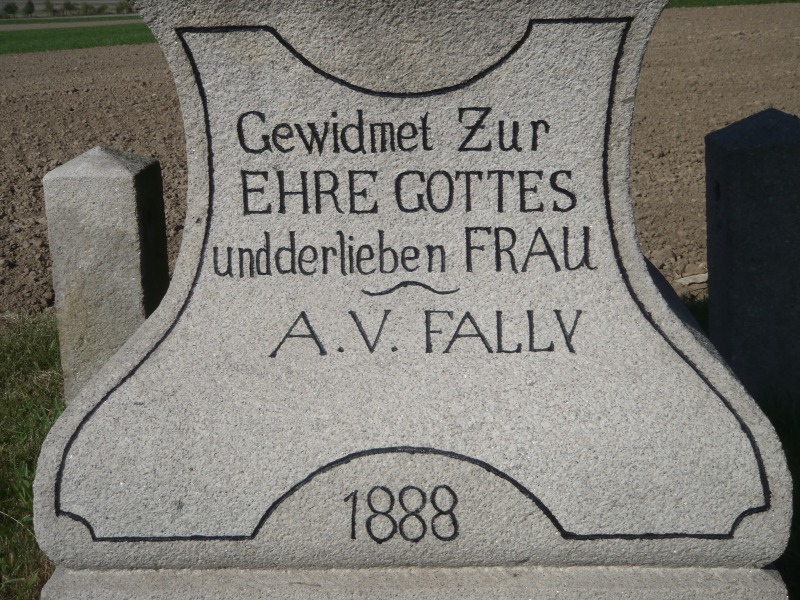 Gewidmet Zur
EHRE GOTTES
undderlieben FRAU
A.V. FALLY
1888